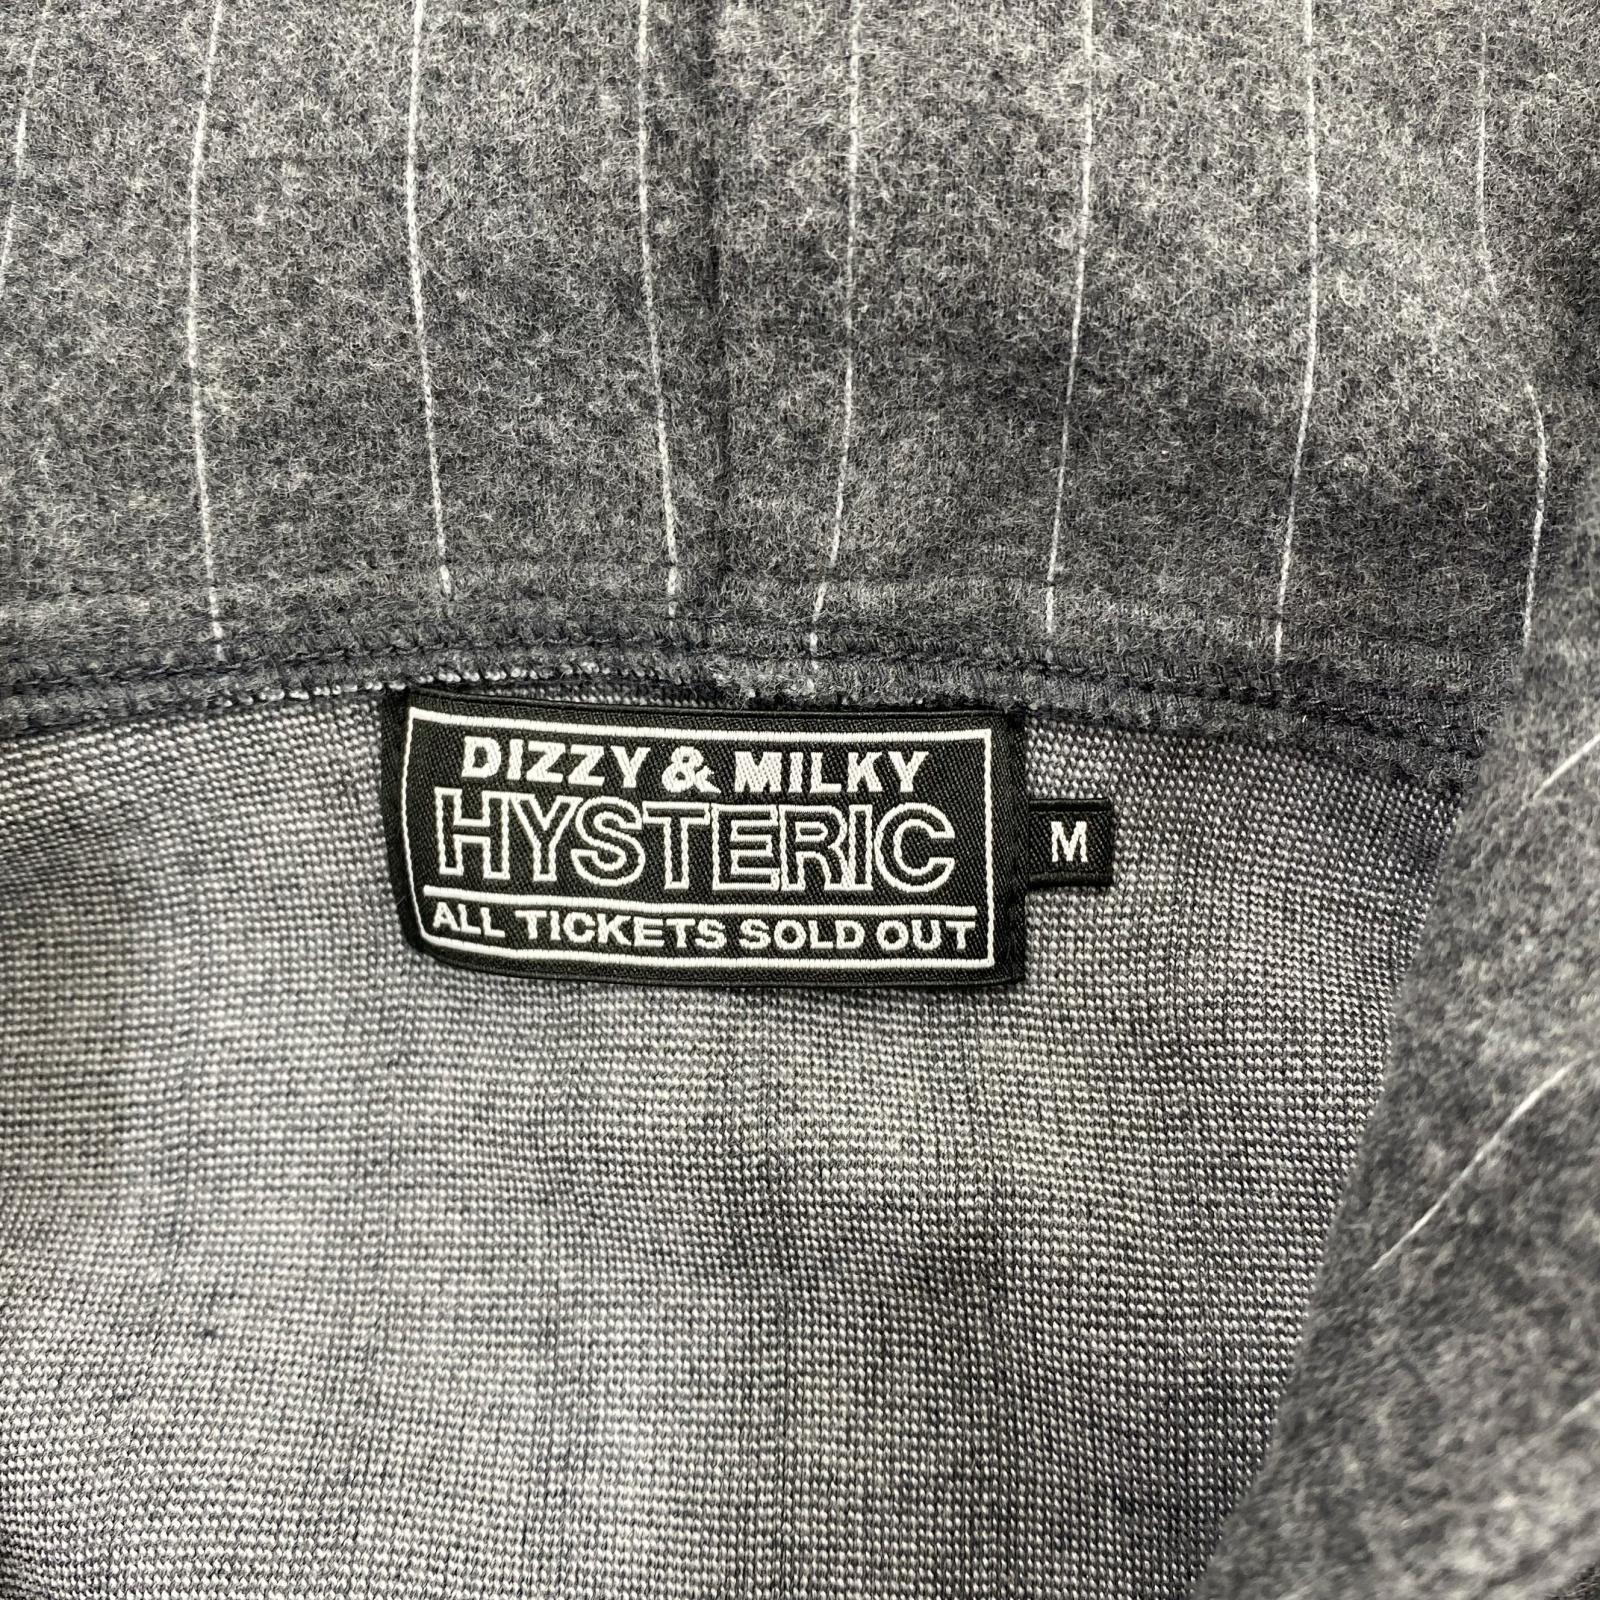 DIZZY & MILKY
HYSTERIC
ALL TICKETS SOLD OUT
M